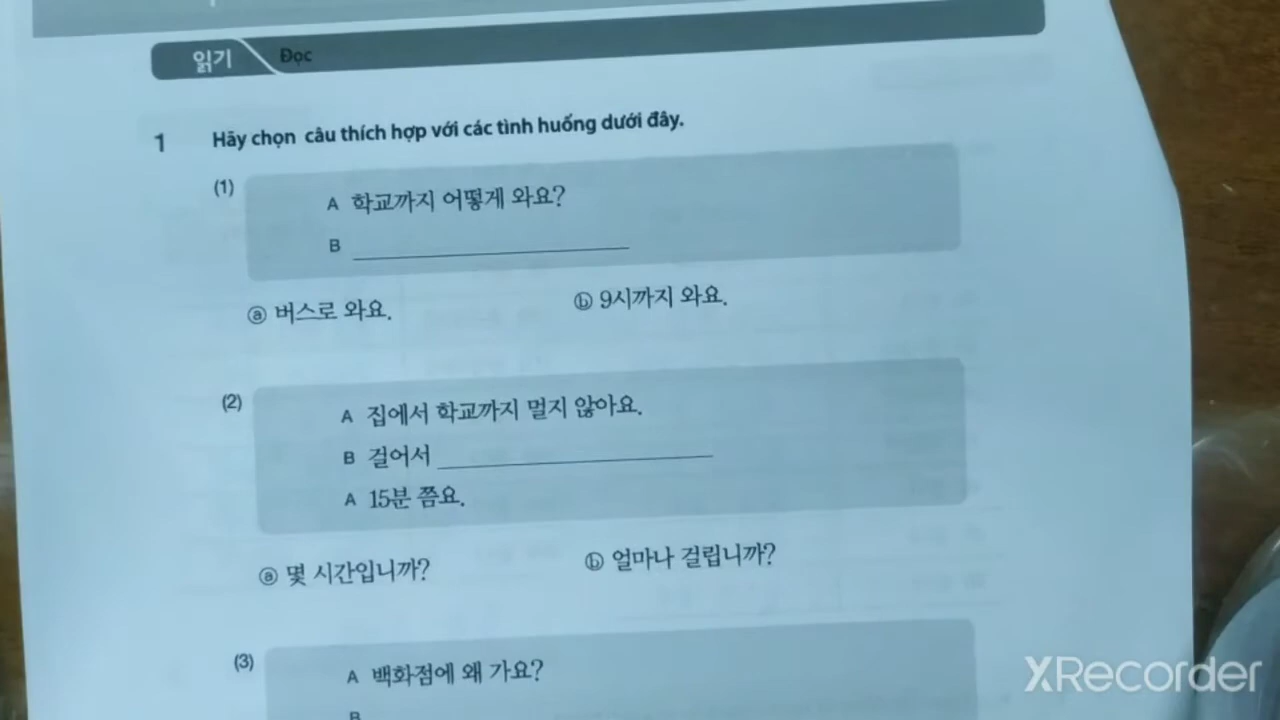 읽기 Đọc
1 Hãy chọn câu thích hợp với các tình huống dưới đây.
(1)
A 학교까지 어떻게 와요?
B
ⓐ 버스로 와요. ⓑ 9시까지 와요.
(2)
A 집에서 학교까지 멀지 않아요.
B 걸어서
A 15분 쯤요.
ⓐ 몇 시간입니까? ⓑ 얼마나 걸립니까?
(3)
A 백화점에 왜 가요?
B
XRecorder